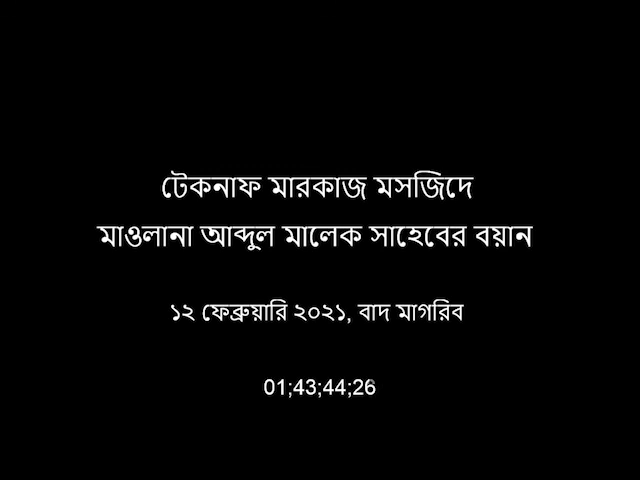 টেকনাফ মারকাজ মসজিদে
মাওলানা আব্দুল মালেক সাহেবের বয়ান
১২ ফেব্রুয়ারি ২০২১, বাদ মাগরিব
01;43;44;26